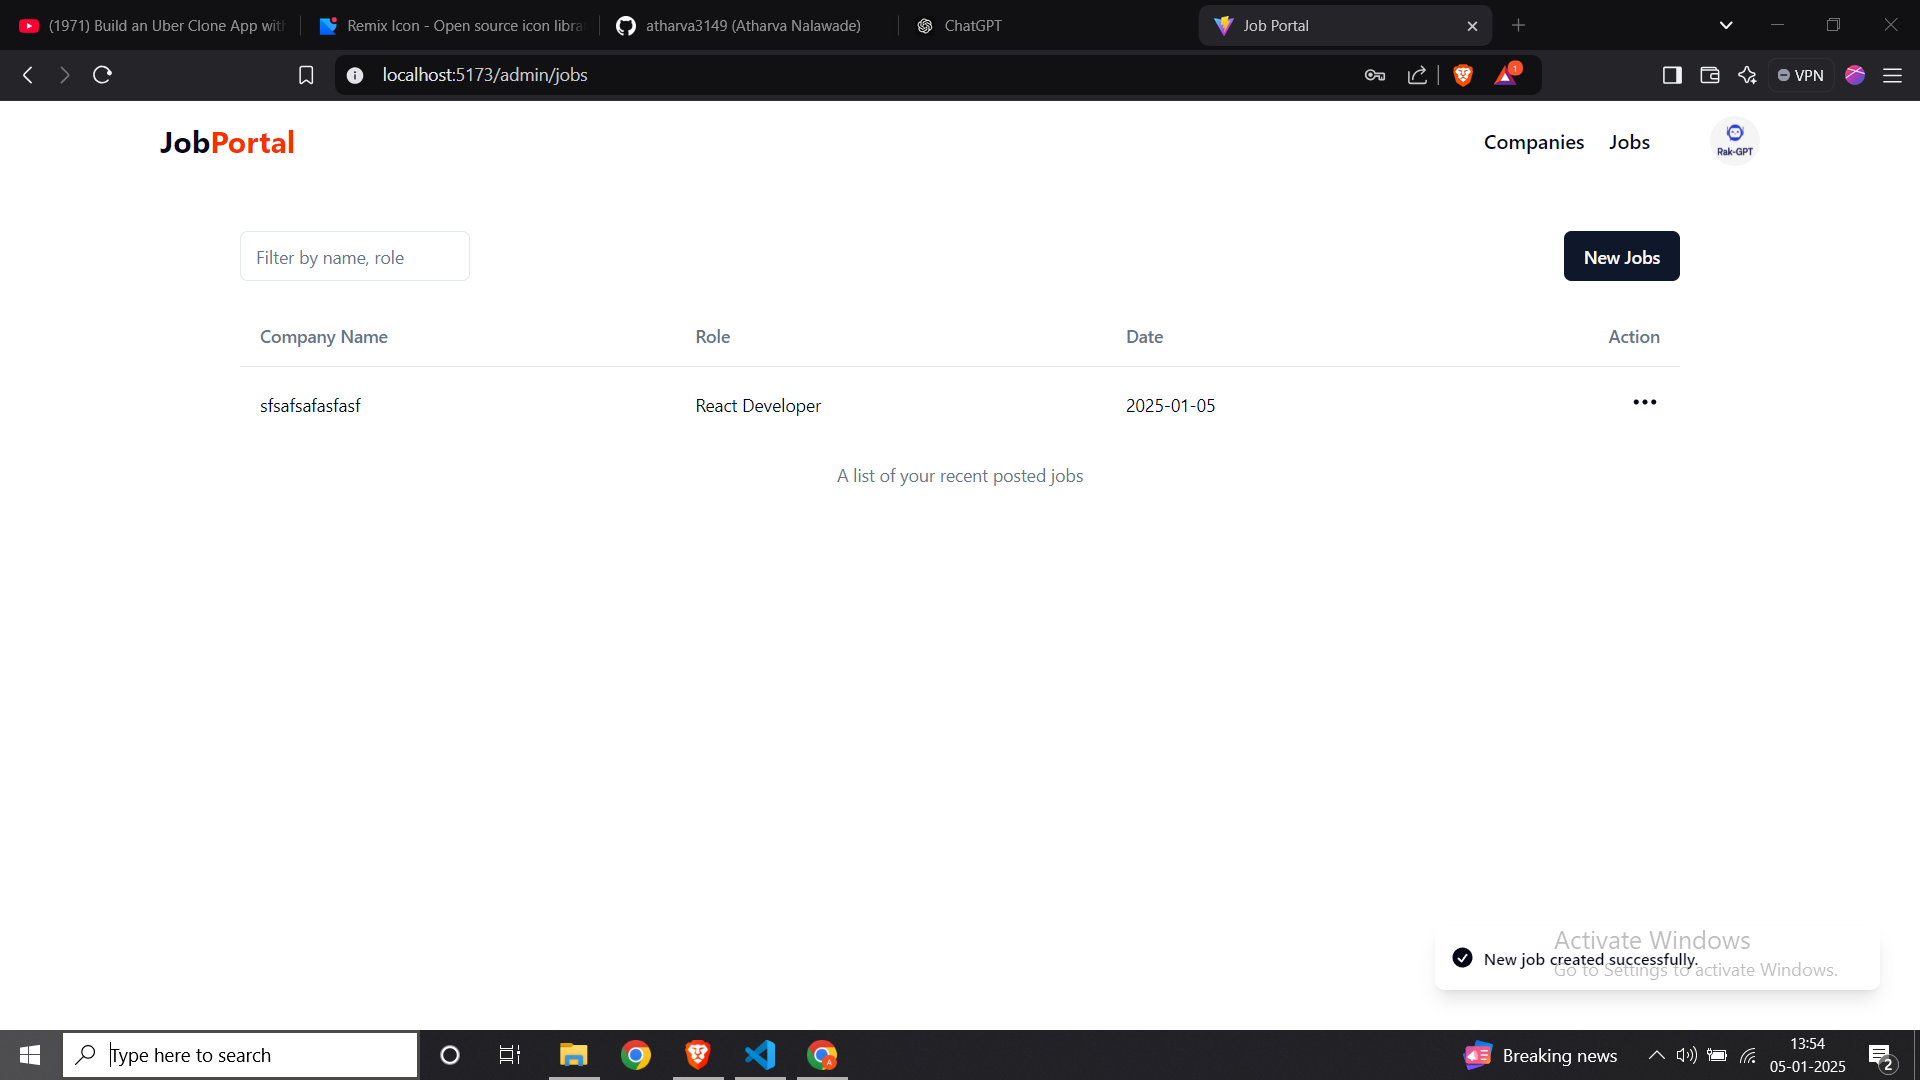 (1971) Build an Uber Clone App with
Remix Icon - Open source icon libra
atharva3149 (Atharva Nalawade)
ChatGPT
Job Portal
localhost:5173/admin/jobs
1
VPN
JobPortal
Companies
Jobs
Rak-GPT
Filter by name, role
New Jobs
Company Name
Role
Date
Action
sfsafsafasfasf
React Developer
2025-01-05
A list of your recent posted jobs
Activate Windows
New job created successfully.
Go to Settings to activate Windows.
Type here to search
A
Breaking news
13:54
05-01-2025
2